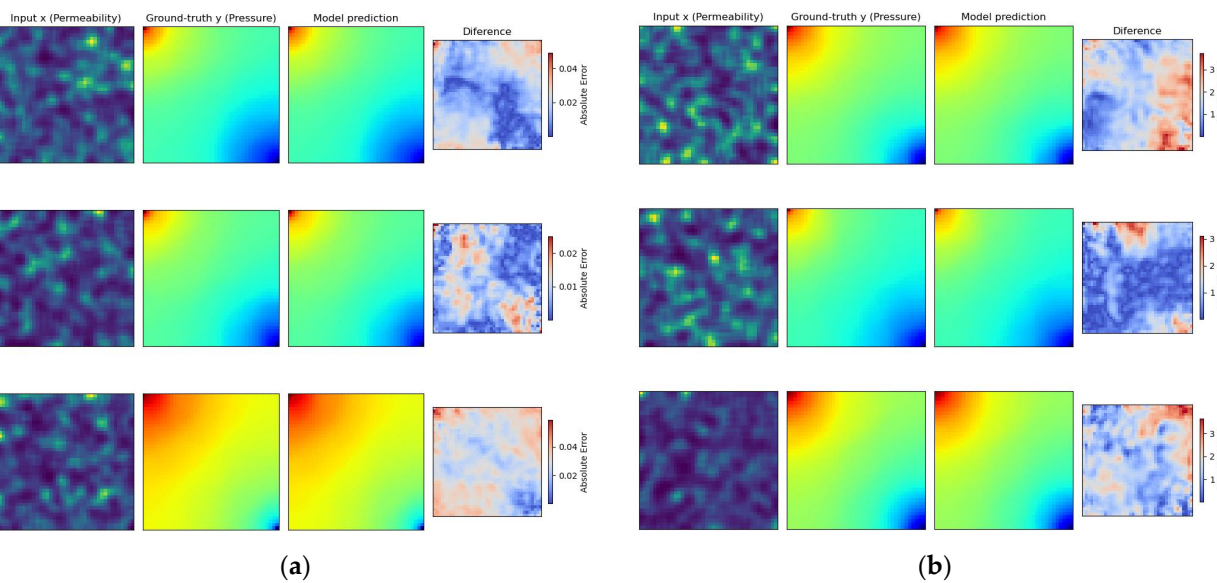 Input x (Permeability) Ground-truth y (Pressure) Model prediction Diference
0.04
0.02
Absolute Error
0.02
0.01
Absolute Error
0.04
0.02
Absolute Error
(a)
Input x (Permeability) Ground-truth y (Pressure) Model prediction Diference
3
2
1
3
2
1
3
2
1
(b)